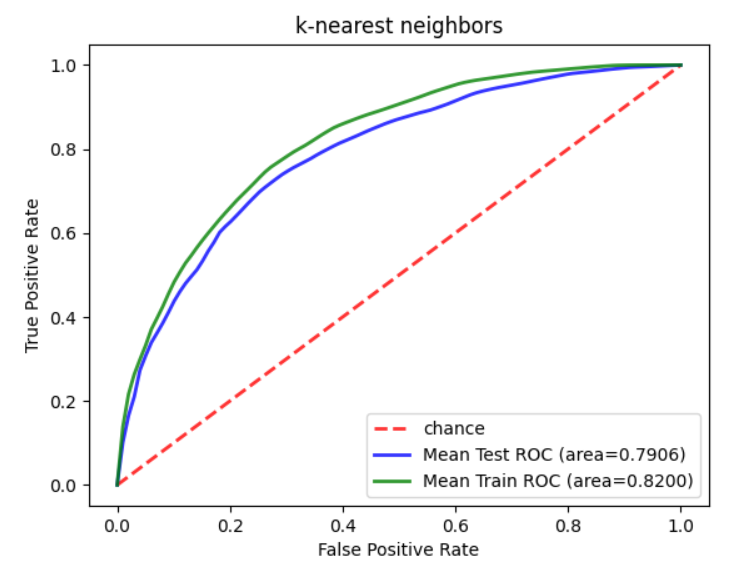 k-nearest neighbors
True Positive Rate
1.0
0.8
0.6
0.4
0.2
0.0
chance
Mean Test ROC (area=0.7906)
Mean Train ROC (area=0.8200)
0.0 0.2 0.4 0.6 0.8 1.0
False Positive Rate